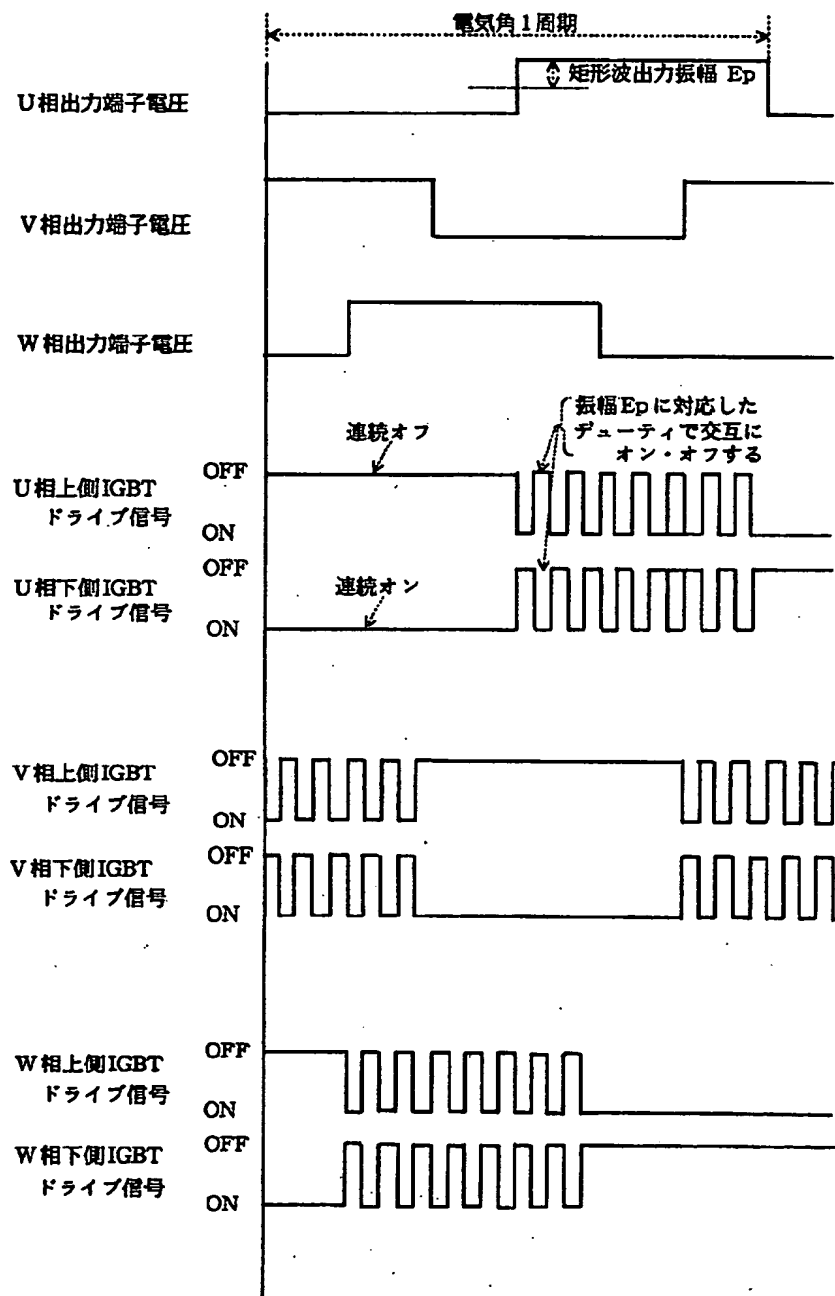 電気角1周期
矩形波出力振幅 Ep
U相出力端子電圧
V相出力端子電圧
W相出力端子電圧
振幅Epに対応した
デューティで交互に
オン・オフする
連続オフ
OFF
U相上側IGBT
ドライブ信号
ON
OFF
U相下側IGBT
ドライブ信号
連続オン
ON
OFF
V相上側IGBT
ドライブ信号
ON
OFF
V相下側IGBT
ドライブ信号
ON
OFF
W相上側IGBT
ドライブ信号
ON
OFF
W相下側IGBT
ドライブ信号
ON